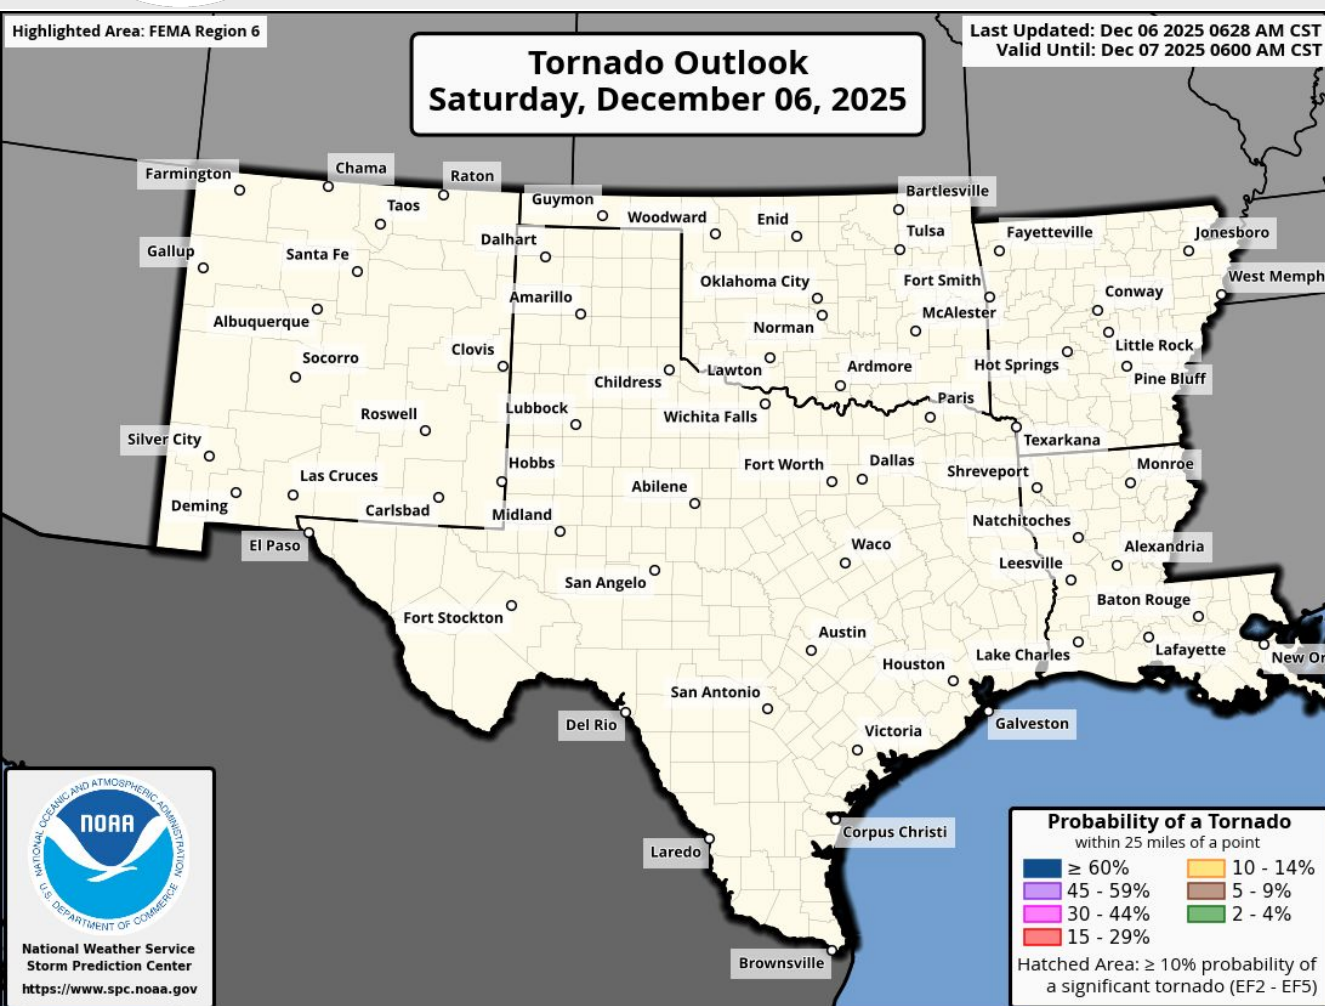 Highlighted Area: FEMA Region 6
Last Updated: Dec 06 2025 0628 AM CST
Valid Until: Dec 07 2025 0600 AM CST
Tornado Outlook
Saturday, December 06, 2025
Farmington
Chama
Raton
Taos
Guymon
Woodward
Enid
Bartlesville
Tulsa
Fayetteville
Jonesboro
Gallup
Santa Fe
Dalhart
Oklahoma City
Fort Smith
West Memph
Conway
Amarillo
Albuquerque
Norman
McAlester
Little Rock
Socorro
Clovis
Childress
Lawton
Ardmore
Hot Springs
Pine Bluff
Roswell
Lubbock
Wichita Falls
Paris
Texarkana
Silver City
Las Cruces
Hobbs
Abilene
Fort Worth
Dallas
Shreveport
Monroe
Deming
Carlsbad
Midland
Natchitoches
El Paso
San Angelo
Waco
Leesville
Alexandria
Fort Stockton
Baton Rouge
Austin
Houston
Lake Charles
Lafayette
New Or
San Antonio
Del Rio
Victoria
Galveston
Corpus Christi
Laredo
Brownsville
NATIONAL OCEANIC AND ATMOSPHERIC ADMINISTRATION
NOAA
U.S. DEPARTMENT OF COMMERCE
National Weather Service
Storm Prediction Center
https://www.spc.noaa.gov
Probability of a Tornado
within 25 miles of a point
≥ 60%
45 - 59%
30 - 44%
15 - 29%
10 - 14%
5 - 9%
2 - 4%
Hatched Area: ≥ 10% probability of
a significant tornado (EF2 - EF5)